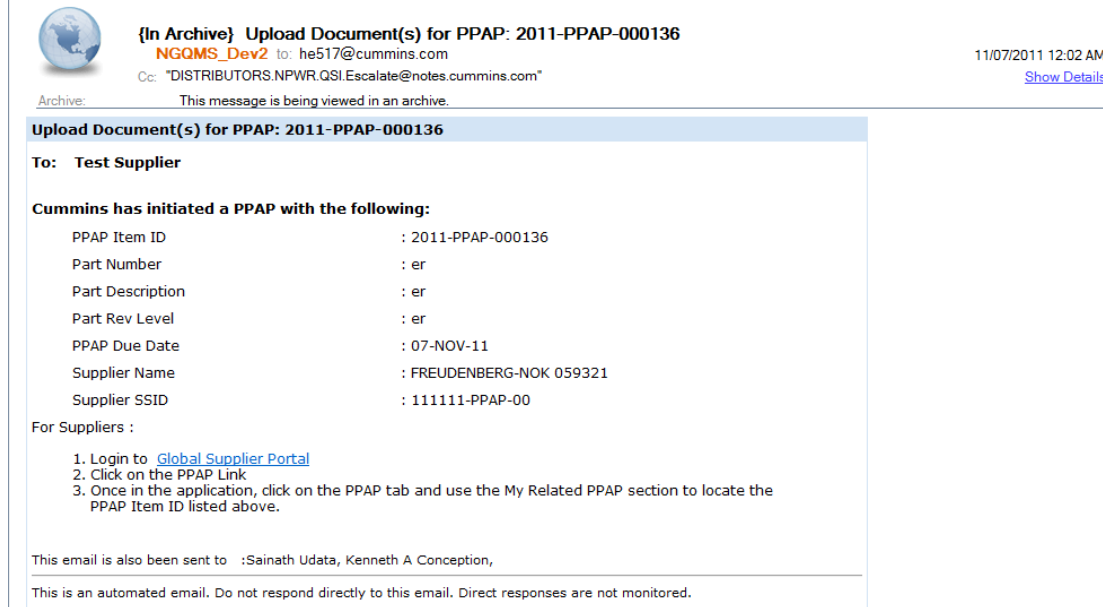 {In Archive} Upload Document(s) for PPAP: 2011-PPAP-000136
NGQMS_Dev2 to: he517@cummins.com
11/07/2011 12:02 AM
Cc: "DISTRIBUTORS.NPWR.QSI.Escalate@notes.cummins.com"
Show Details
Archive: This message is being viewed in an archive.
Upload Document(s) for PPAP: 2011-PPAP-000136
To: Test Supplier
Cummins has initiated a PPAP with the following:
PPAP Item ID : 2011-PPAP-000136
Part Number : er
Part Description : er
Part Rev Level : er
PPAP Due Date : 07-NOV-11
Supplier Name : FREUDENBERG-NOK 059321
Supplier SSID : 111111-PPAP-00
For Suppliers :
1. Login to Global Supplier Portal
2. Click on the PPAP Link
3. Once in the application, click on the PPAP tab and use the My Related PPAP section to locate the
PPAP Item ID listed above.
This email is also been sent to :Sainath Udata, Kenneth A Conception,
This is an automated email. Do not respond directly to this email. Direct responses are not monitored.